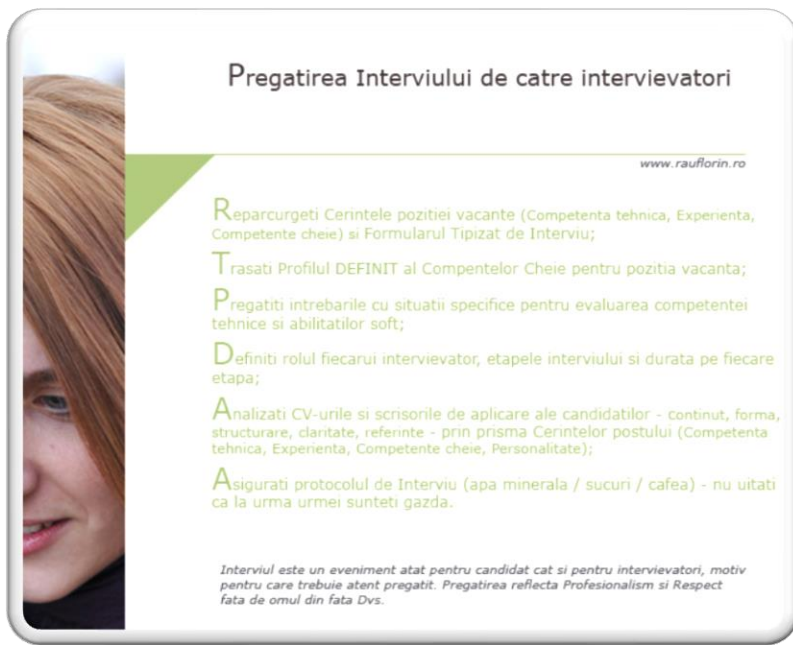 Pregatirea Interviului de catre intervievatori
www.rauflorin.ro
Reparcurgeti Cerintele pozitiei vacante (Competenta tehnica, Experienta,
Competente cheie) si Formularul Tipizat de Interviu;
Trasati Profilul DEFINIT al Compentelor Cheie pentru pozitia vacanta;
Pregatiti intrebarile cu situatii specifice pentru evaluarea competentei
tehnice si abilitatilor soft;
Definiti rolul fiecarui intervievator, etapele interviului si durata pe fiecare
etapa;
Analizati CV-urile si scrisorile de aplicare ale candidatilor - continut, forma,
structurare, claritate, referinte - prin prisma Cerintelor postului (Competenta
tehnica, Experienta, Competente cheie, Personalitate);
Asigurati protocolul de Interviu (apa minerala / sucuri / cafea) - nu uitati
ca la urma urmei sunteti gazda.
Interviul este un eveniment atat pentru candidat cat si pentru intervievatori, motiv
pentru care trebuie atent pregatit. Pregatirea reflecta Profesionalism si Respect
fata de omul din fata Dvs.